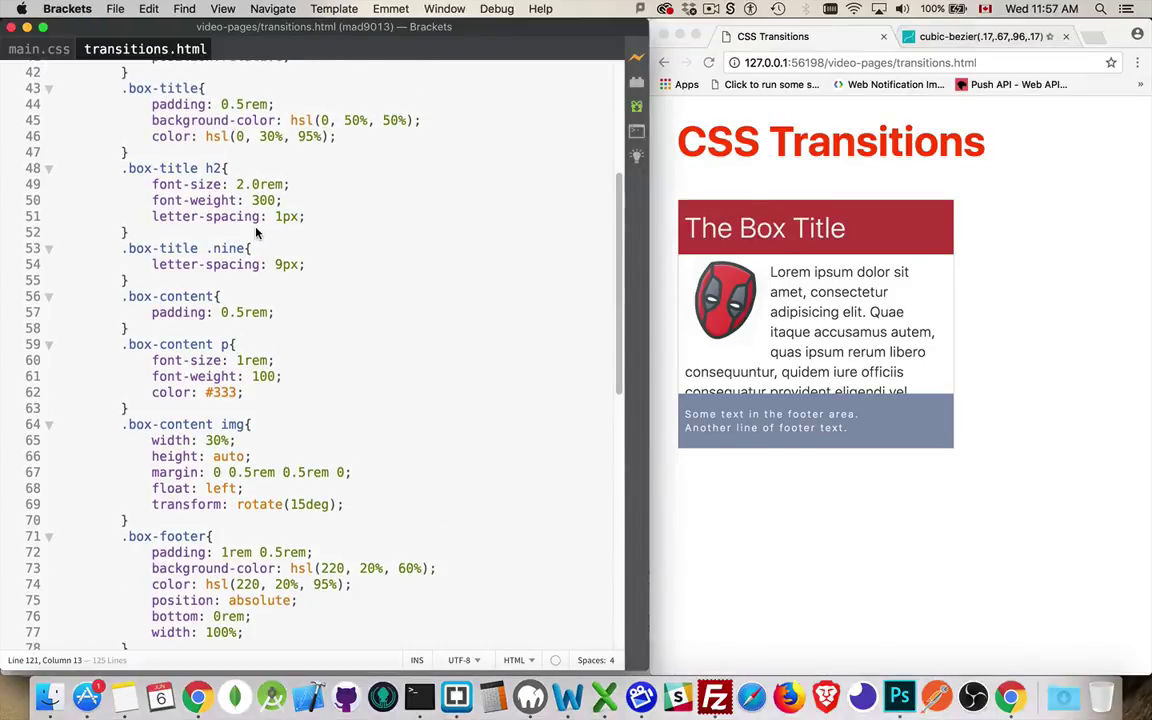 Brackets File Edit Find View Navigate Template Emmet Window Debug Help 100% Wed 11:57 AM
video-pages/transitions.html (mad9013) — Brackets
main.css transitions.html
42 }
43 .box-title{
44 padding: 0.5rem;
45 background-color: hsl(0, 50%, 50%);
46 color: hsl(0, 30%, 95%);
47 }
48 .box-title h2{
49 font-size: 2.0rem;
50 font-weight: 300;
51 letter-spacing: 1px;
52 }
53 .box-title .nine{
54 letter-spacing: 9px;
55 }
56 .box-content{
57 padding: 0.5rem;
58 }
59 .box-content p{
60 font-size: 1rem;
61 font-weight: 100;
62 color: #333;
63 }
64 .box-content img{
65 width: 30%;
66 height: auto;
67 margin: 0 0.5rem 0.5rem 0;
68 float: left;
69 transform: rotate(15deg);
70 }
71 .box-footer{
72 padding: 1rem 0.5rem;
73 background-color: hsl(220, 20%, 60%);
74 color: hsl(220, 20%, 95%);
75 position: absolute;
76 bottom: 0rem;
77 width: 100%;
78 }
Line 121, Column 13 — 125 Lines INS UTF-8 HTML Spaces: 4
CSS Transitions cubic-bezier(.17,.67,.96,.17)
127.0.0.1:56198/video-pages/transitions.html
Apps Click to run some si... Web Notification Im... Push API - Web API...
CSS Transitions
The Box Title
Lorem ipsum dolor sit
amet, consectetur
adipisicing elit. Quae
itaque accusamus autem,
quas ipsum rerum libero
consequuntur, quidem iure officiis
consequatur provident eligendi vel
Some text in the footer area.
Another line of footer text.